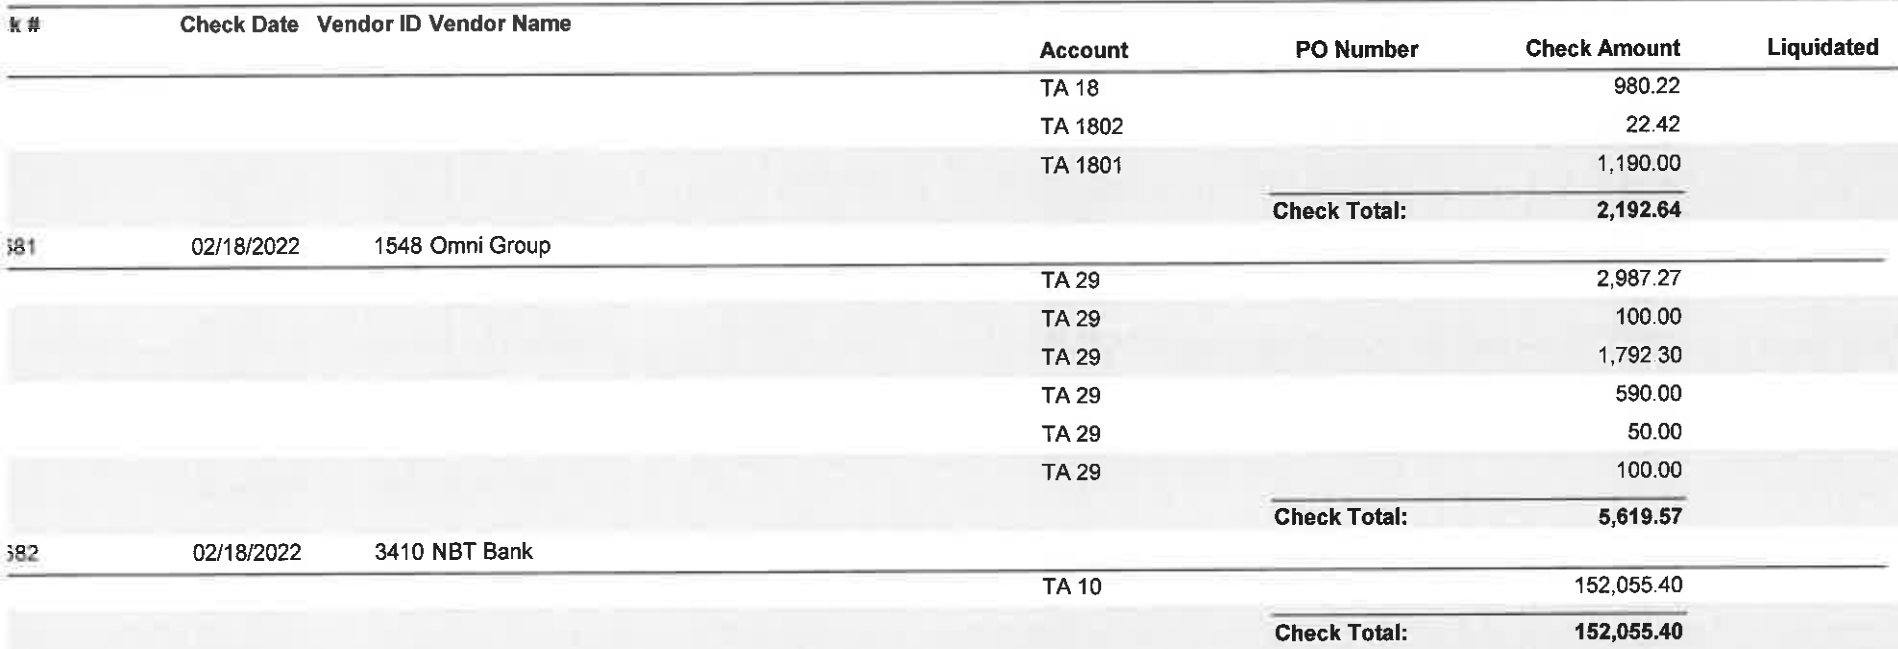 k # Check Date Vendor ID Vendor Name
Account PO Number Check Amount Liquidated
TA 18 980.22
TA 1802 22.42
TA 1801 1,190.00
Check Total: 2,192.64
681 02/18/2022 1548 Omni Group
TA 29 2,987.27
TA 29 100.00
TA 29 1,792.30
TA 29 590.00
TA 29 50.00
TA 29 100.00
Check Total: 5,619.57
682 02/18/2022 3410 NBT Bank
TA 10 152,055.40
Check Total: 152,055.40